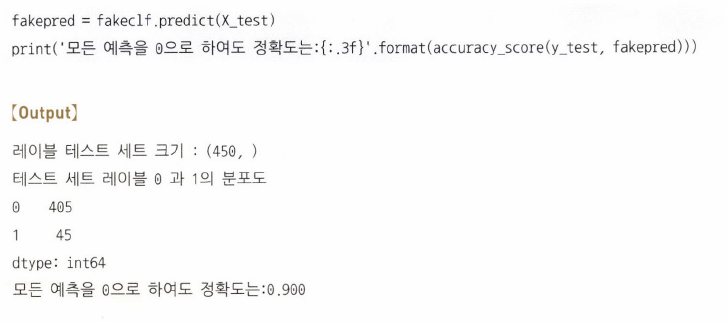 fakepred = fakeclf.predict(X_test)
print('모든 예측을 0으로 하여도 정확도는:{:.3f}'.format(accuracy_score(y_test, fakepred)))
【Output】
레이블 테스트 세트 크기 : (450, )
테스트 세트 레이블 0 과 1의 분포도
0 405
1 45
dtype: int64
모든 예측을 0으로 하여도 정확도는:0.900